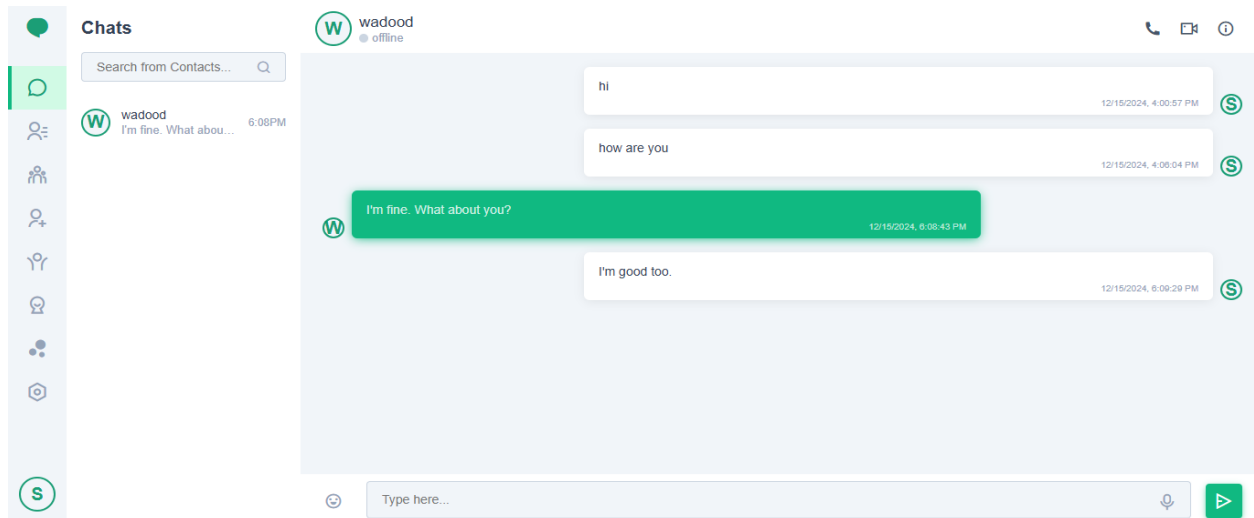 Chats
Search from Contacts...
W
wadood
6:08PM
I'm fine. What abou...
S
W
wadood
offline
hi
12/15/2024, 4:00:57 PM
S
how are you
12/15/2024, 4:06:04 PM
S
I'm fine. What about you?
12/15/2024, 6:08:43 PM
W
I'm good too.
12/15/2024, 6:09:29 PM
S
Type here...